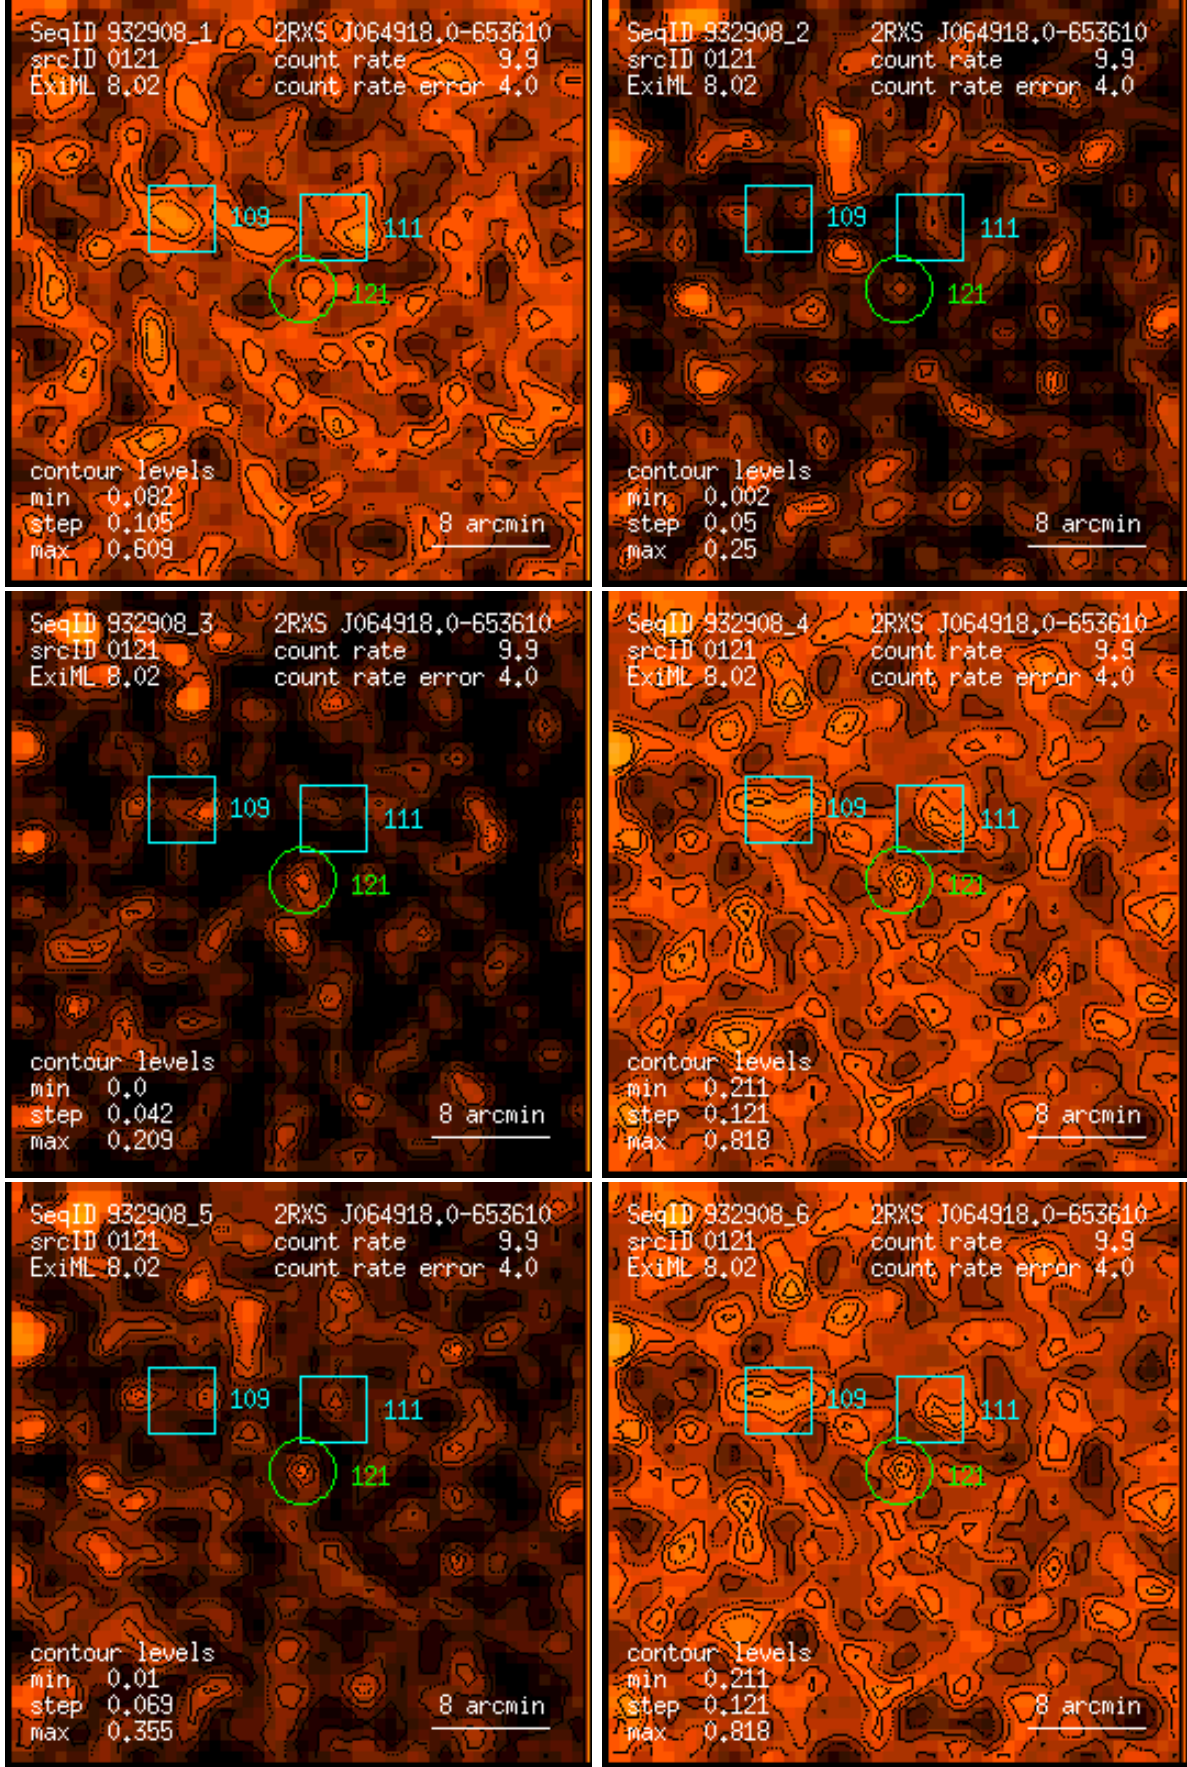 SeqID 932908_1 2RXS J064918.0-653610
srcID 0121 count rate 9.9
ExiML 8.02 count rate error 4.0
109
111
121
contour levels
min 0.082
step 0.105 8 arcmin
max 0.609
SeqID 932908_2 2RXS J064918.0-653610
srcID 0121 count rate 9.9
ExiML 8.02 count rate error 4.0
109
111
121
contour levels
min 0.002
step 0.05 8 arcmin
max 0.25
SeqID 932908_3 2RXS J064918.0-653610
srcID 0121 count rate 9.9
ExiML 8.02 count rate error 4.0
109
111
121
contour levels
min 0.0
step 0.042 8 arcmin
max 0.209
SeqID 932908_4 2RXS J064918.0-653610
srcID 0121 count rate 9.9
ExiML 8.02 count rate error 4.0
109
111
121
contour levels
min 0.211
step 0.121 8 arcmin
max 0.818
SeqID 932908_5 2RXS J064918.0-653610
srcID 0121 count rate 9.9
ExiML 8.02 count rate error 4.0
109
111
121
contour levels
min 0.01
step 0.069 8 arcmin
max 0.355
SeqID 932908_6 2RXS J064918.0-653610
srcID 0121 count rate 9.9
ExiML 8.02 count rate error 4.0
109
111
121
contour levels
min 0.211
step 0.121 8 arcmin
max 0.818